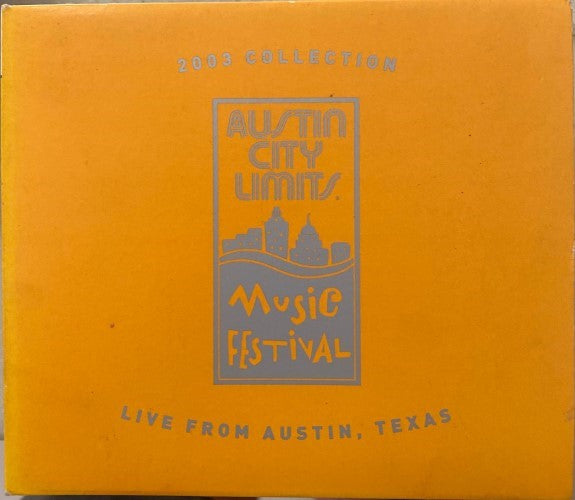 2003 COLLECTION
AUSTIN
CITY
LIMITS®
MUSIC
FESTIVAL
LIVE FROM AUSTIN, TEXAS